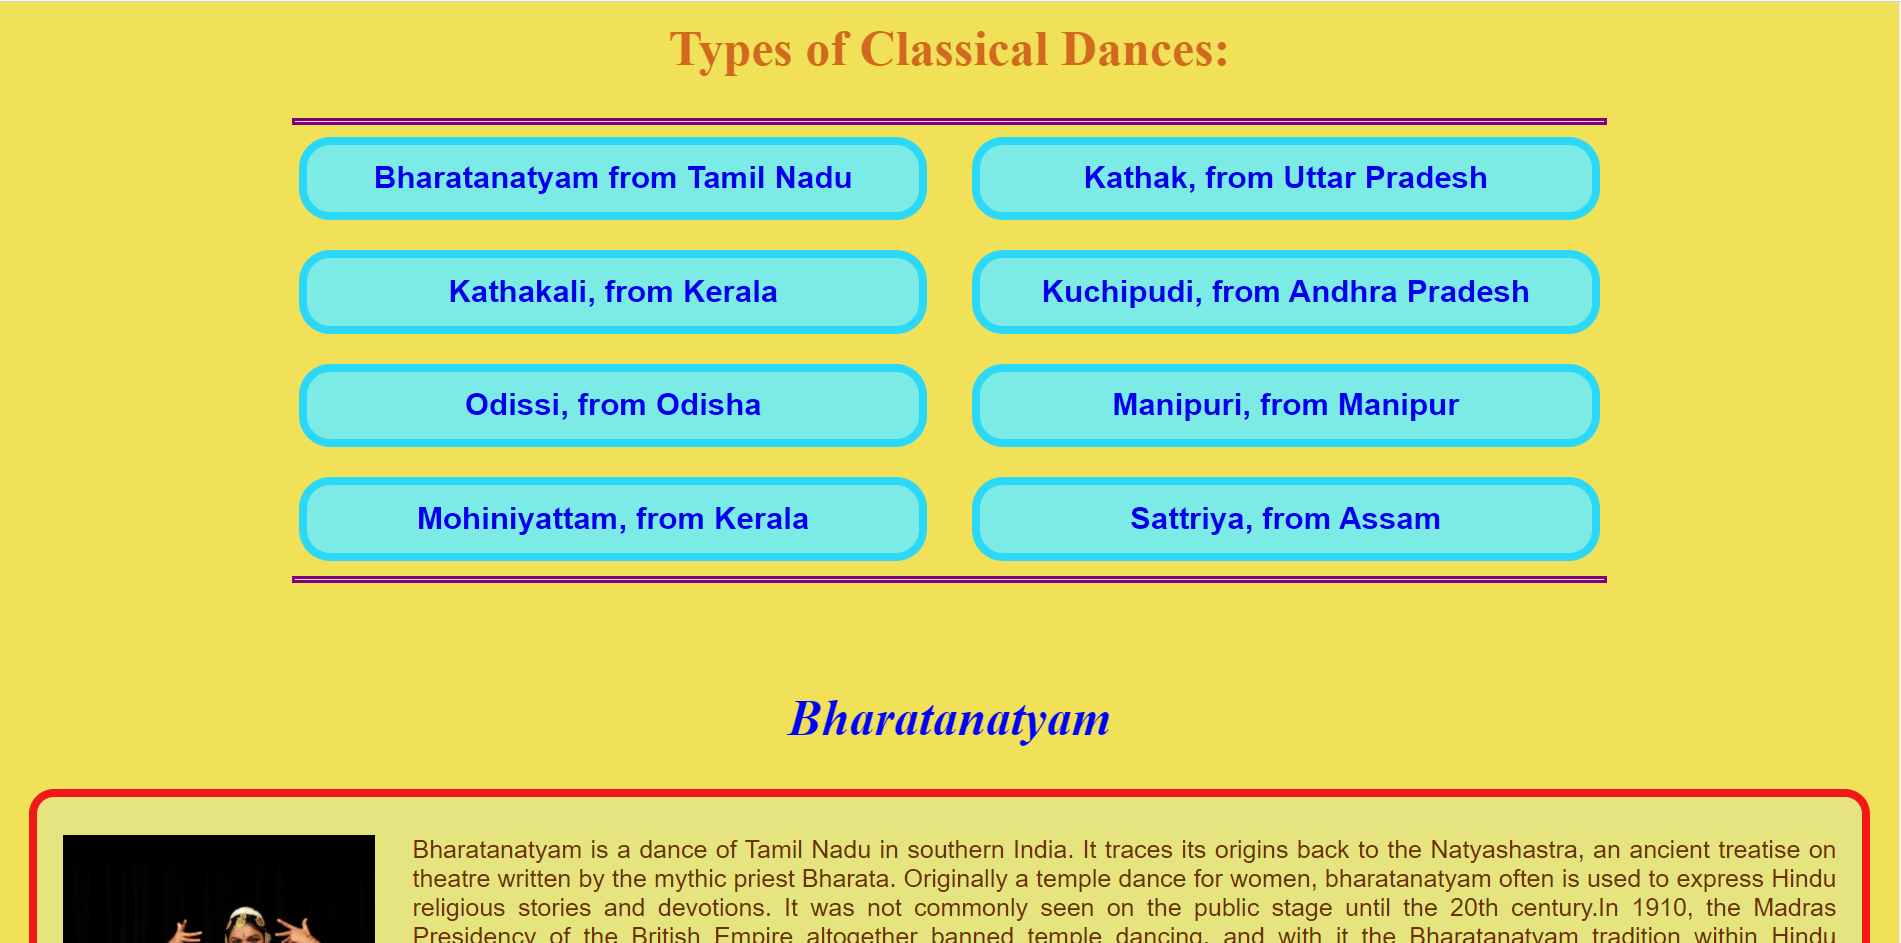 Types of Classical Dances:
Bharatanatyam from Tamil Nadu
Kathak, from Uttar Pradesh
Kathakali, from Kerala
Kuchipudi, from Andhra Pradesh
Odissi, from Odisha
Manipuri, from Manipur
Mohiniyattam, from Kerala
Sattriya, from Assam
Bharatanatyam
Bharatanatyam is a dance of Tamil Nadu in southern India. It traces its origins back to the Natyashastra, an ancient treatise on
theatre written by the mythic priest Bharata. Originally a temple dance for women, bharatanatyam often is used to express Hindu
religious stories and devotions. It was not commonly seen on the public stage until the 20th century.In 1910, the Madras
Presidency of the British Empire altogether banned temple dancing, and with it the Bharatanatyam tradition within Hindu